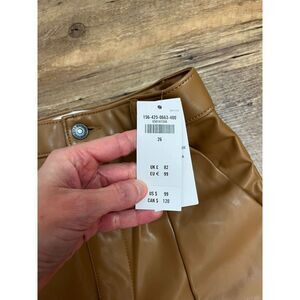 156-425-0663-400
26
UK £ 82
EU € 99
US $ 99
CAN $ 120